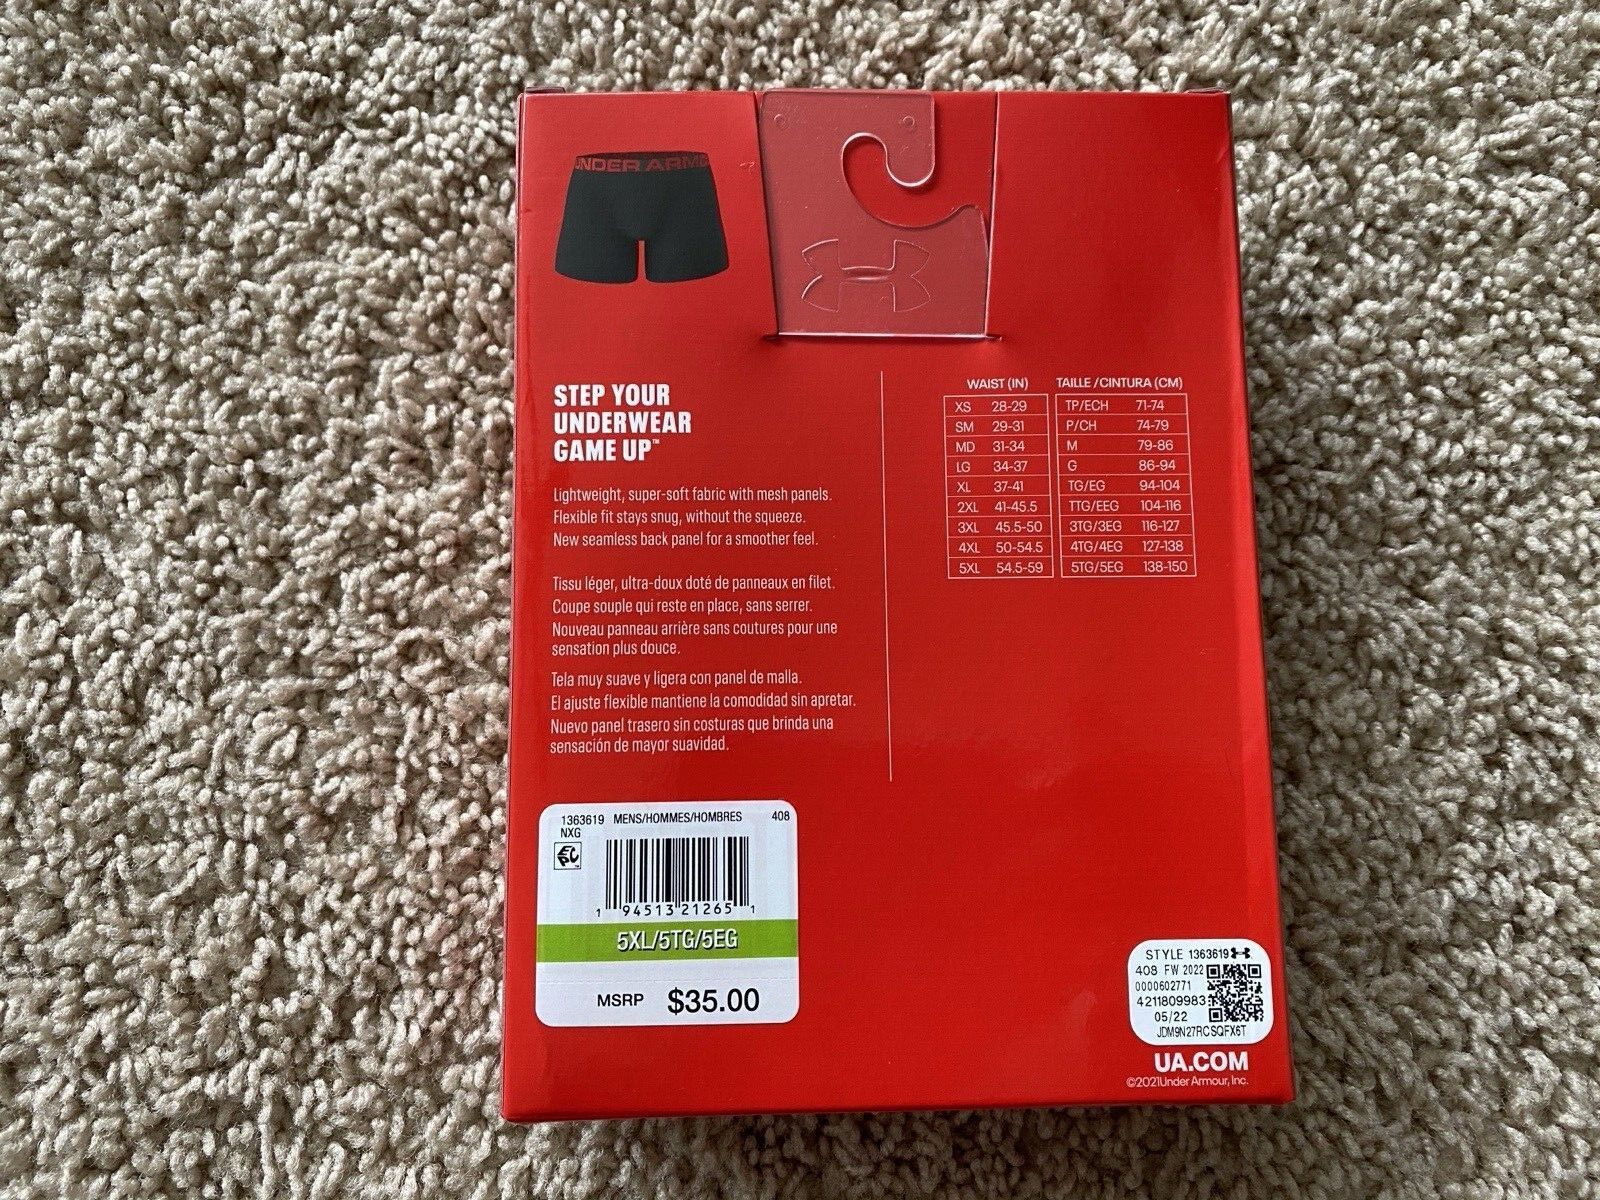 UNDER ARMO
STEP YOUR
UNDERWEAR
GAME UP™
Lightweight, super-soft fabric with mesh panels.
Flexible fit stays snug, without the squeeze.
New seamless back panel for a smoother feel.
Tissu léger, ultra-doux doté de panneaux en filet.
Coupe souple qui reste en place, sans serrer.
Nouveau panneau arrière sans coutures pour une
sensation plus douce.
Tela muy suave y ligera con panel de malla.
El ajuste flexible mantiene la comodidad sin apretar.
Nuevo panel trasero sin costuras que brinda una
sensación de mayor suavidad.
WAIST (IN) TAILLE /CINTURA (CM)
XS 28-29 TP/ECH 71-74
SM 29-31 P/CH 74-79
MD 31-34 M 79-86
LG 34-37 G 86-94
XL 37-41 TG/EG 94-104
2XL 41-45.5 TTG/EEG 104-116
3XL 45.5-50 3TG/3EG 116-127
4XL 50-54.5 4TG/4EG 127-138
5XL 54.5-59 5TG/5EG 138-150
1363619 MENS/HOMMES/HOMBRES 408
NXG
1 94513 21265 1
5XL/5TG/5EG
MSRP $35.00
STYLE 1363619
408 FW 2022
0000602771
4211809983
05/22
JDM9N27RCSQFX6T
UA.COM
©2021Under Armour, Inc.